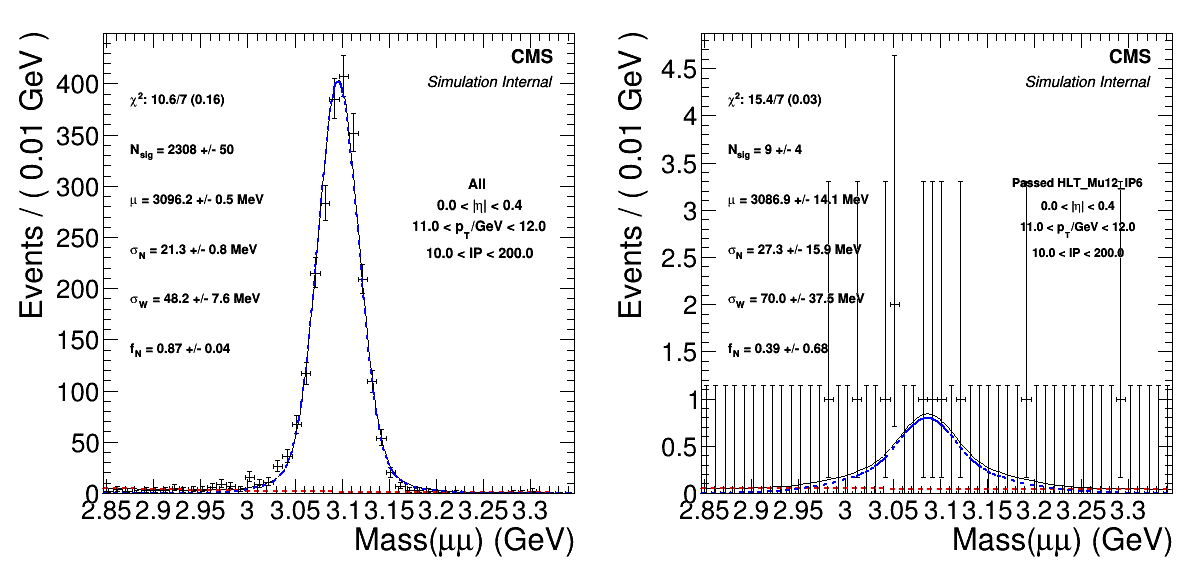 CMS
Simulation Internal
χ²: 10.6/7 (0.16)
N_sig = 2308 +/- 50
μ = 3096.2 +/- 0.5 MeV
σ_N = 21.3 +/- 0.8 MeV
σ_W = 48.2 +/- 7.6 MeV
f_N = 0.87 +/- 0.04
All
0.0 < |η| < 0.4
11.0 < p_T/GeV < 12.0
10.0 < IP < 200.0
Events / ( 0.01 GeV )
400
350
300
250
200
150
100
50
0
2.85 2.9 2.95 3 3.05 3.1 3.15 3.2 3.25 3.3
Mass(μμ) (GeV)
CMS
Simulation Internal
χ²: 15.4/7 (0.03)
N_sig = 9 +/- 4
μ = 3086.9 +/- 14.1 MeV
σ_N = 27.3 +/- 15.9 MeV
σ_W = 70.0 +/- 37.5 MeV
f_N = 0.39 +/- 0.68
Passed HLT_Mu12_IP6
0.0 < |η| < 0.4
11.0 < p_T/GeV < 12.0
10.0 < IP < 200.0
Events / ( 0.01 GeV )
4.5
4
3.5
3
2.5
2
1.5
1
0.5
0
2.85 2.9 2.95 3 3.05 3.1 3.15 3.2 3.25 3.3
Mass(μμ) (GeV)